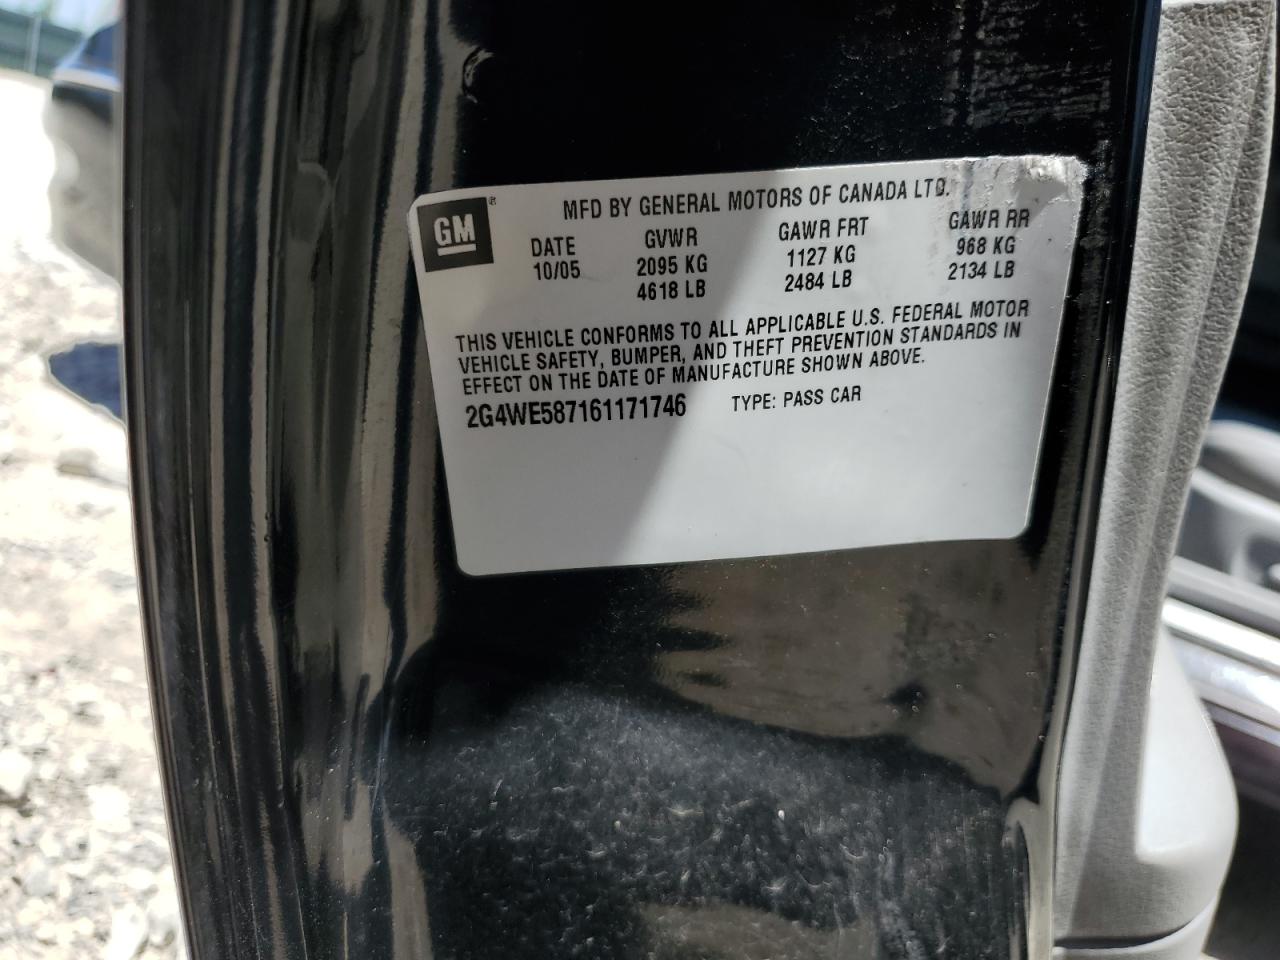 GM®
MFD BY GENERAL MOTORS OF CANADA LTD.
DATE GVWR GAWR FRT GAWR RR
10/05 2095 KG 1127 KG 968 KG
4618 LB 2484 LB 2134 LB
THIS VEHICLE CONFORMS TO ALL APPLICABLE U.S. FEDERAL MOTOR
VEHICLE SAFETY, BUMPER, AND THEFT PREVENTION STANDARDS IN
EFFECT ON THE DATE OF MANUFACTURE SHOWN ABOVE.
2G4WE587161171746 TYPE: PASS CAR